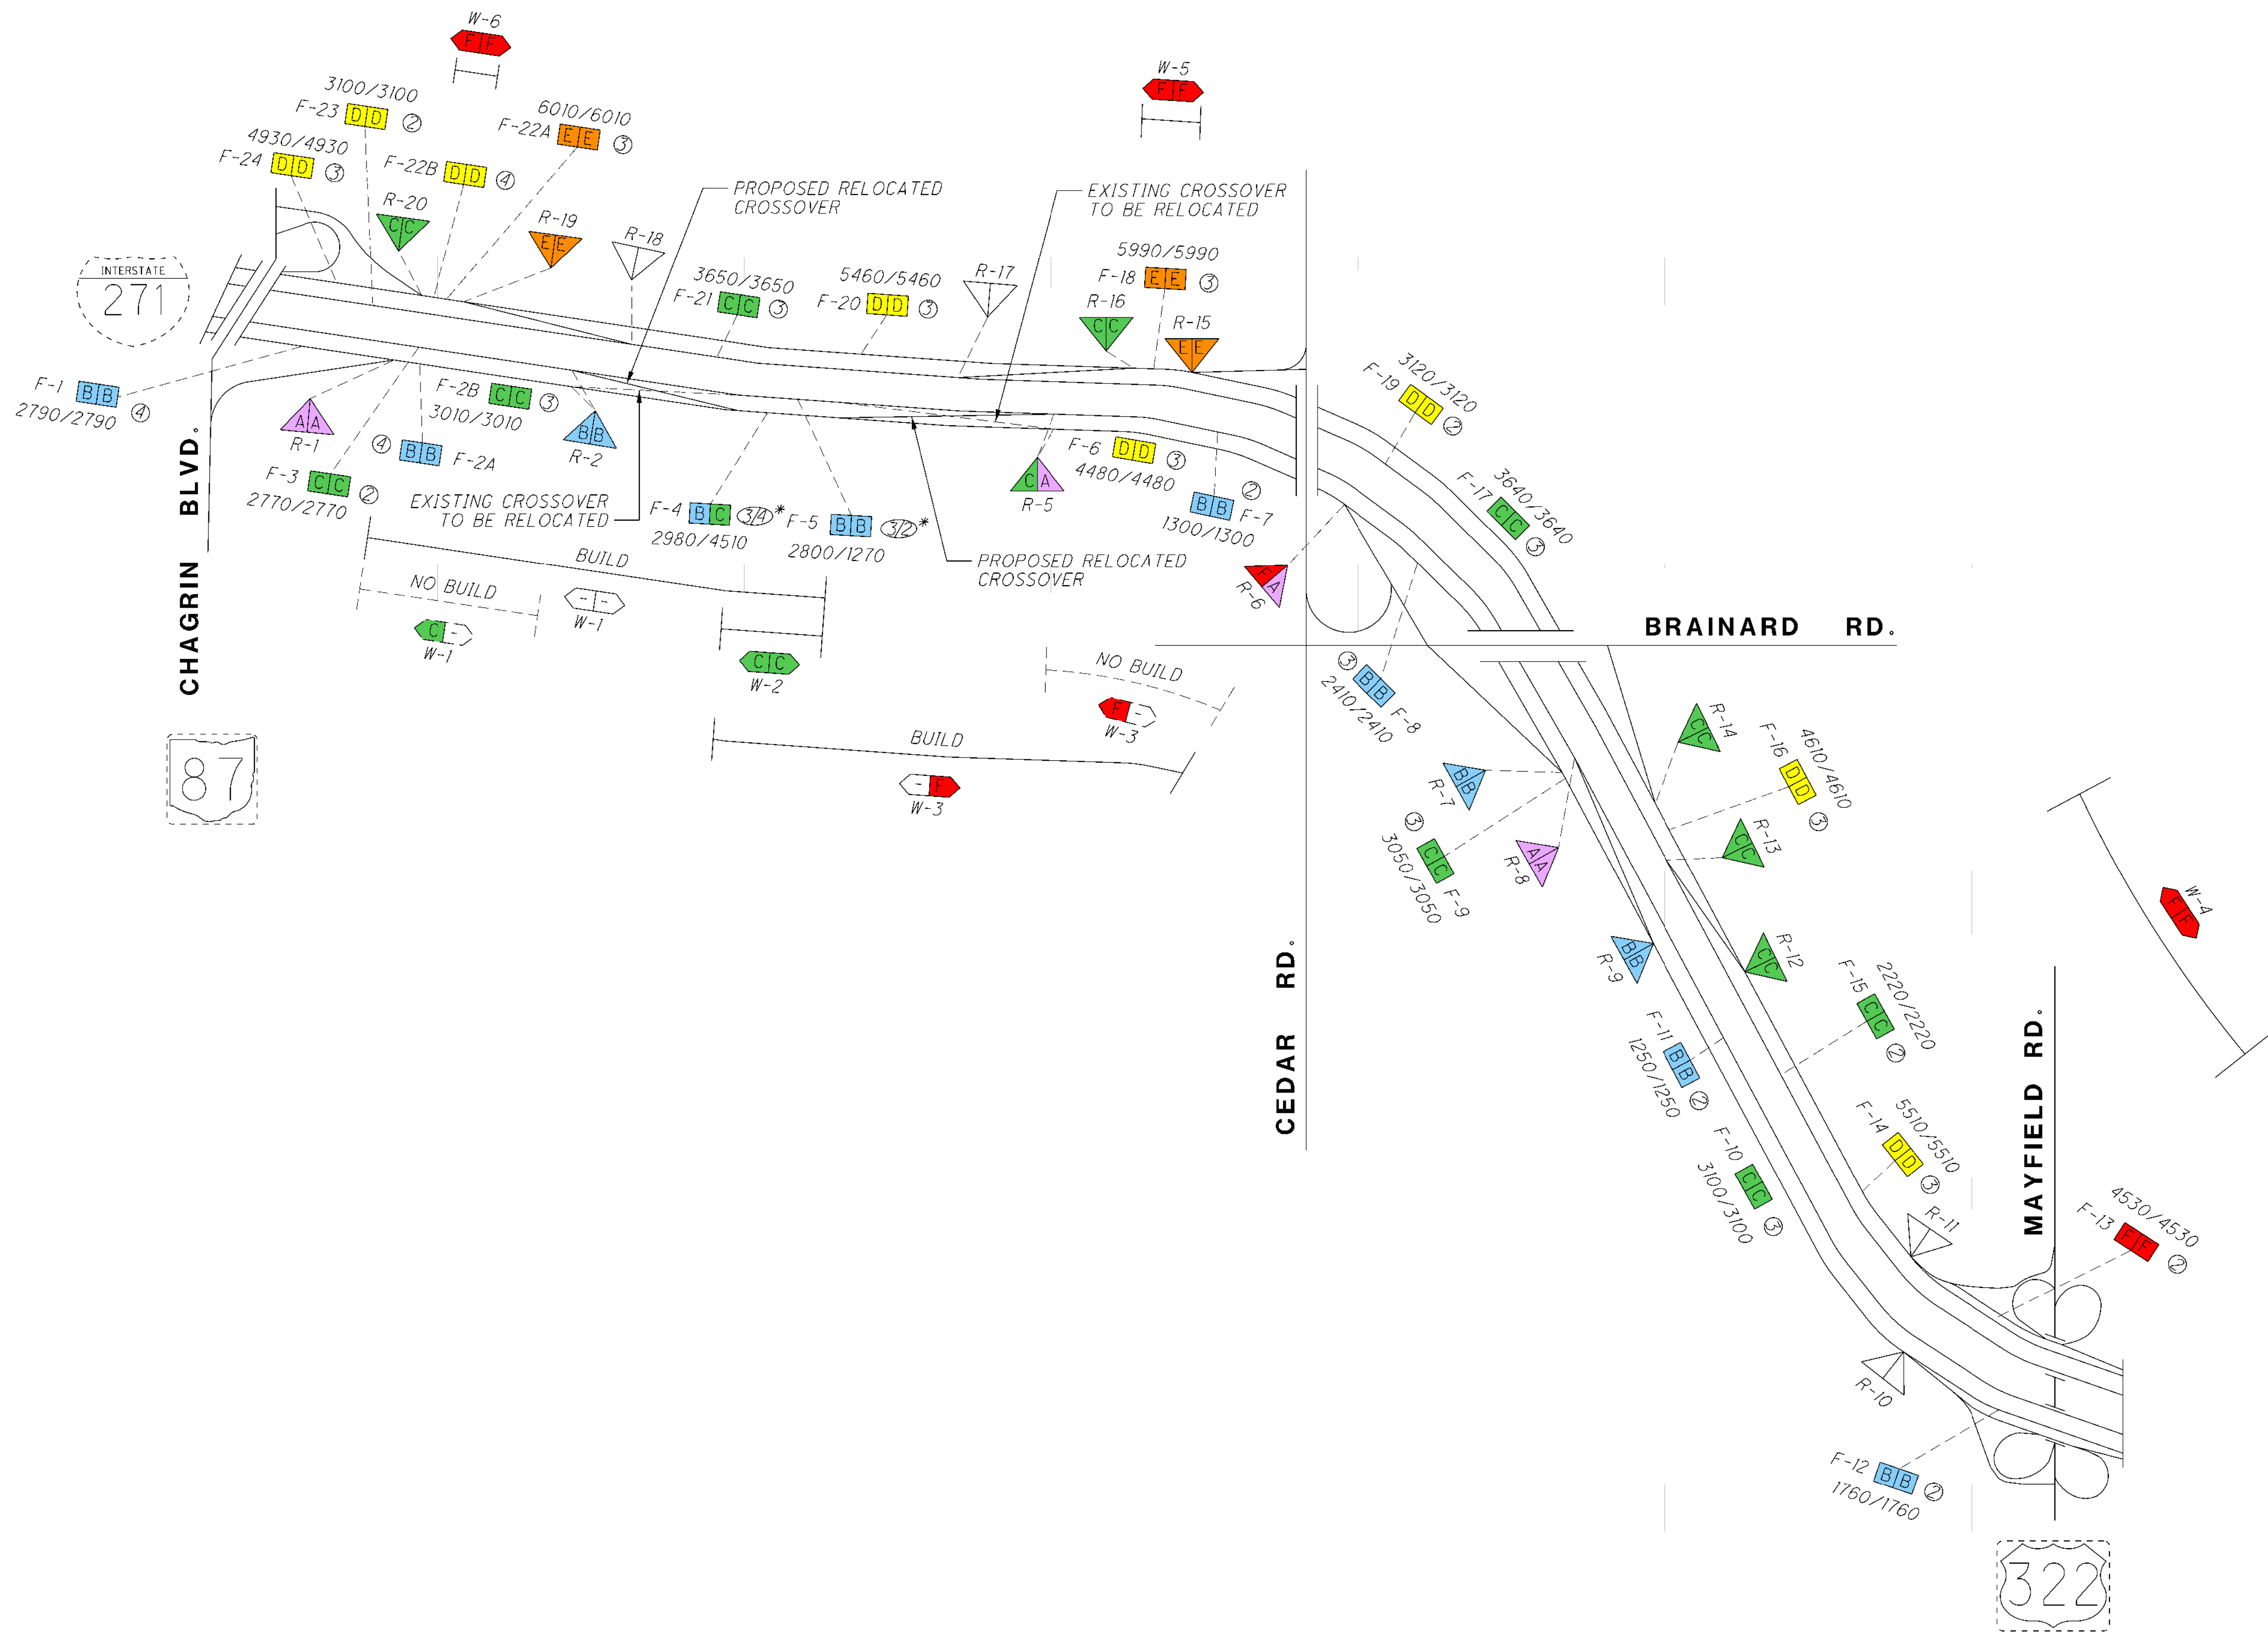 W-6
F F
3100/3100
F-23 D D 2
6010/6010
F-22A E E 3
4930/4930
F-24 D D 3
F-22B D D 4
R-20
C C
R-19
E E
R-18
PROPOSED RELOCATED
CROSSOVER
W-5
F F
EXISTING CROSSOVER
TO BE RELOCATED
INTERSTATE
271
3650/3650
F-21 C C 3
5460/5460
F-20 D D 3
R-17
5990/5990
F-18 E E 3
R-16
C C
R-15
E E
F-1 B B 4
2790/2790
A A
R-1
F-2B C C 3
3010/3010
B B
R-2
4 B B F-2A
F-3 C C 2
2770/2770
EXISTING CROSSOVER
TO BE RELOCATED
F-4 B C 3/4*
2980/4510
F-5 B B 3/2*
2800/1270
PROPOSED RELOCATED
CROSSOVER
C A
R-5
F-6 D D 3
4480/4480
2
B B F-7
1300/1300
3120/3120
F-19 D D 2
3640/3640
F-17 C C 3
F A
R-6
CHAGRIN BLVD.
BUILD
NO BUILD
- -
W-1
C -
W-1
C C
W-2
NO BUILD
F -
W-3
BUILD
- F
W-3
87
BRAINARD RD.
3 B B F-8
2410/2410
B B
R-7
3 C C F-9
3050/3050
A A
R-8
B B
R-9
R-14
C C
4610/4610
F-16 D D 3
R-13
C C
R-12
C C
2220/2220
F-15 C C 2
W-4
F F
CEDAR RD.
F-11 B B 2
1250/1250
F-10 C C 3
3100/3100
5510/5510
F-14 D D 3
R-11
MAYFIELD RD.
4530/4530
F-13 F F 2
R-10
F-12 B B 2
1760/1760
322